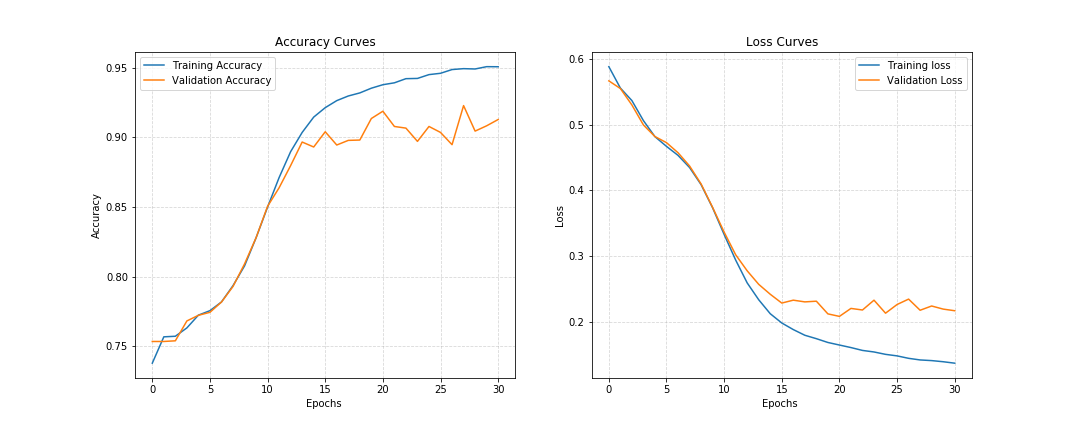 Accuracy Curves
Training Accuracy
Validation Accuracy
0.95
0.90
0.85
0.80
0.75
Accuracy
0 5 10 15 20 25 30
Epochs
Loss Curves
Training loss
Validation Loss
0.6
0.5
0.4
0.3
0.2
Loss
0 5 10 15 20 25 30
Epochs